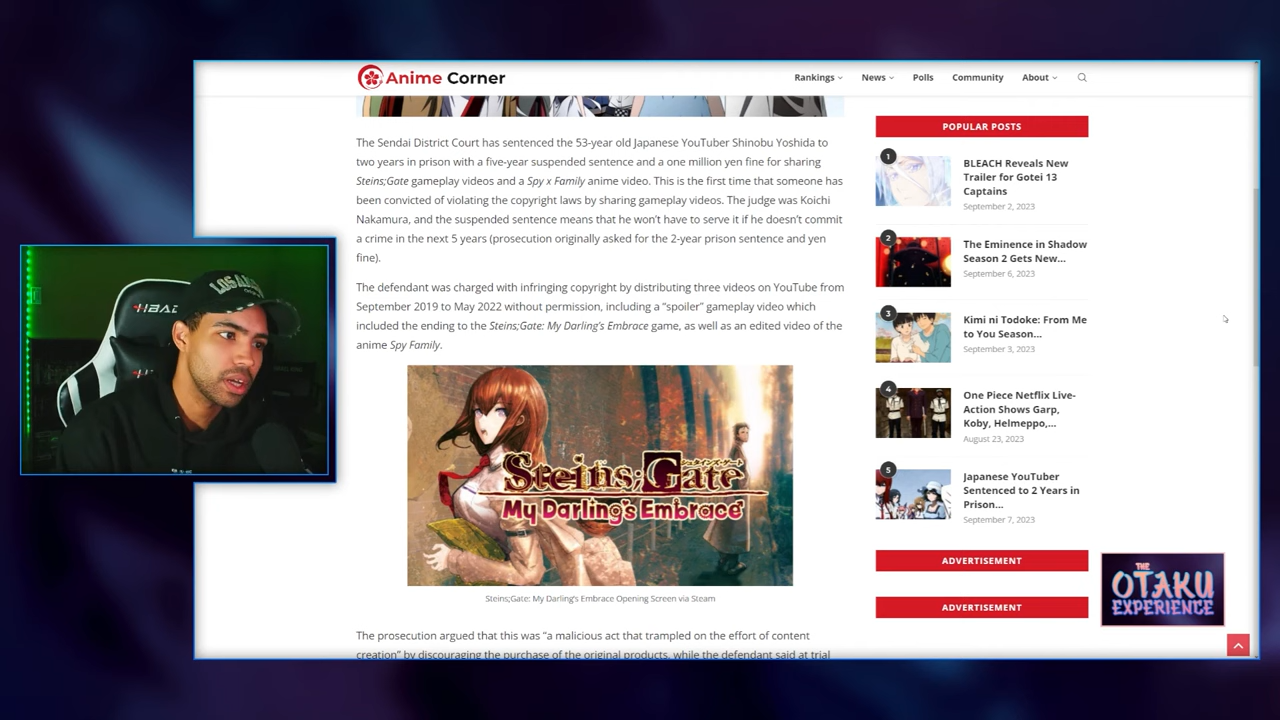 Anime Corner
Rankings
News
Polls
Community
About
The Sendai District Court has sentenced the 53-year old Japanese YouTuber Shinobu Yoshida to
two years in prison with a five-year suspended sentence and a one million yen fine for sharing
Steins;Gate gameplay videos and a Spy x Family anime video. This is the first time that someone has
been convicted of violating the copyright laws by sharing gameplay videos. The judge was Koichi
Nakamura, and the suspended sentence means that he won't have to serve it if he doesn't commit
a crime in the next 5 years (prosecution originally asked for the 2-year prison sentence and yen
fine).
The defendant was charged with infringing copyright by distributing three videos on YouTube from
September 2019 to May 2022 without permission, including a “spoiler” gameplay video which
included the ending to the Steins;Gate: My Darling's Embrace game, as well as an edited video of the
anime Spy Family.
Steins;Gate
My Darling's Embrace
Steins;Gate: My Darling's Embrace Opening Screen via Steam
The prosecution argued that this was “a malicious act that trampled on the effort of content
creation” by discouraging the purchase of the original products, while the defendant said at trial
POPULAR POSTS
1
BLEACH Reveals New
Trailer for Gotei 13
Captains
September 2, 2023
2
The Eminence in Shadow
Season 2 Gets New...
September 6, 2023
3
Kimi ni Todoke: From Me
to You Season...
September 3, 2023
4
One Piece Netflix Live-
Action Shows Garp,
Koby, Helmeppo,...
August 23, 2023
5
Japanese YouTuber
Sentenced to 2 Years in
Prison...
September 7, 2023
ADVERTISEMENT
ADVERTISEMENT
THE
OTAKU
EXPERIENCE